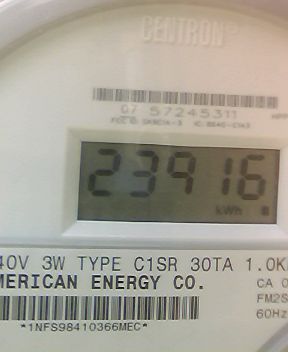 CENTRON
07 57245311
23916
kWh
40V 3W TYPE C1SR 30TA 1.0K
MERICAN ENERGY CO.
CA 0
FM2S
60Hz
*1NFS98410366MEC*